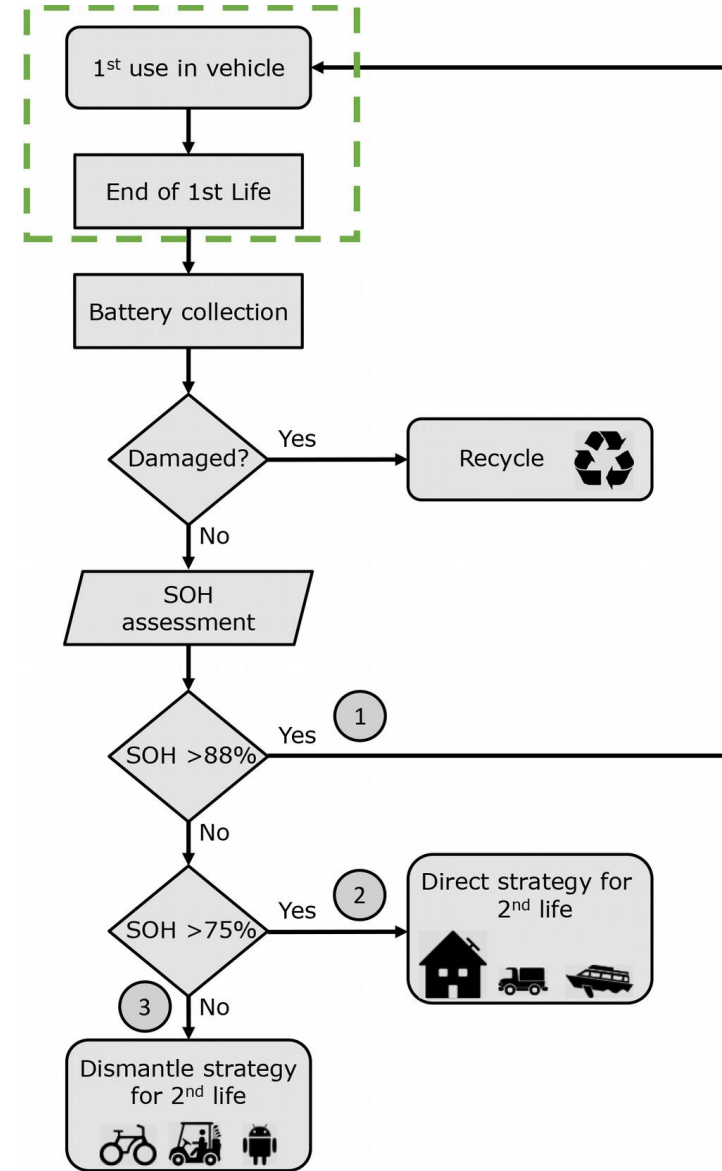 1st use in vehicle
End of 1st Life
Battery collection
Damaged?
Yes
Recycle
No
SOH
assessment
SOH >88%
Yes
1
No
SOH >75%
Yes
2
Direct strategy for
2nd life
3
No
Dismantle strategy
for 2nd life